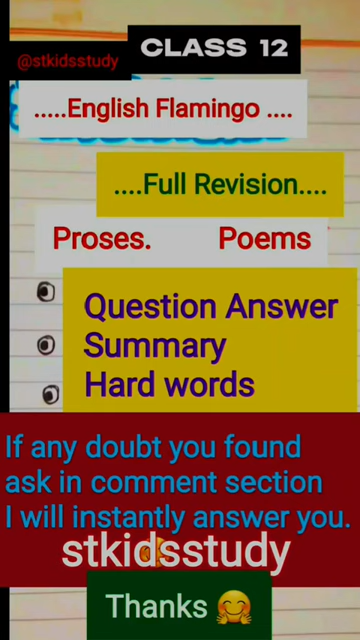 @stkidsstudy
CLASS 12
.....English Flamingo ....
....Full Revision....
Proses. Poems
Question Answer
Summary
Hard words
If any doubt you found
ask in comment section
I will instantly answer you.
stkidsstudy
Thanks 🤗